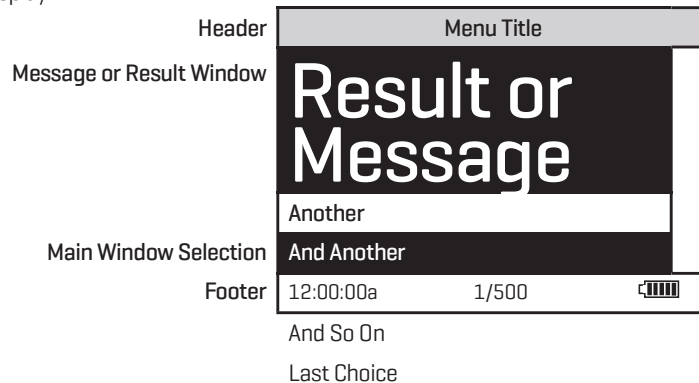 Header Menu Title
Message or Result Window Result or
Message
Another
Main Window Selection And Another
Footer 12:00:00a 1/500
And So On
Last Choice